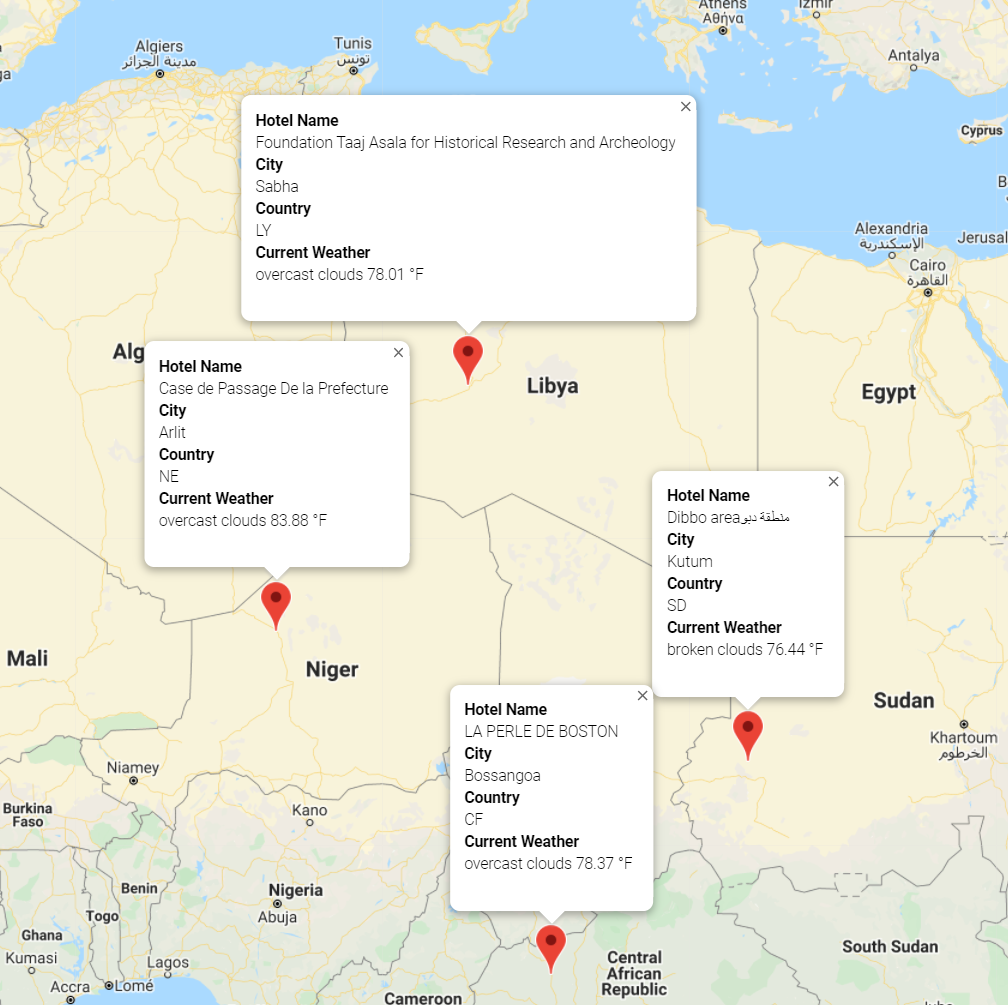 Athens
Αθήνα
Izmir
Algiers
مدينة الجزائر
Tunis
تونس
Antalya
Cyprus
Hotel Name
Foundation Taaj Asala for Historical Research and Archeology
City
Sabha
Country
LY
Current Weather
overcast clouds 78.01 °F
Alexandria
الإسكندرية
Jerusal
Cairo
القاهرة
Alg
Libya
Egypt
Hotel Name
Case de Passage De la Prefecture
City
Arlit
Country
NE
Current Weather
overcast clouds 83.88 °F
Hotel Name
Dibbo areaمنطقة دبو
City
Kutum
Country
SD
Current Weather
broken clouds 76.44 °F
Mali
Niger
Sudan
Khartoum
الخرطوم
Hotel Name
LA PERLE DE BOSTON
City
Bossangoa
Country
CF
Current Weather
overcast clouds 78.37 °F
Niamey
Burkina
Faso
Kano
Benin
Nigeria
Abuja
Togo
Ghana
Kumasi
Lagos
Accra
Lomé
Cameroon
Central
African
Republic
South Sudan